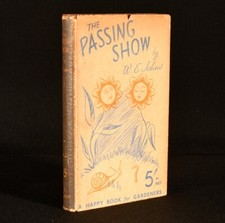 THE
PASSING
SHOW
by
W. E. Johns
5/-
NET
A HAPPY BOOK for GARDENERS